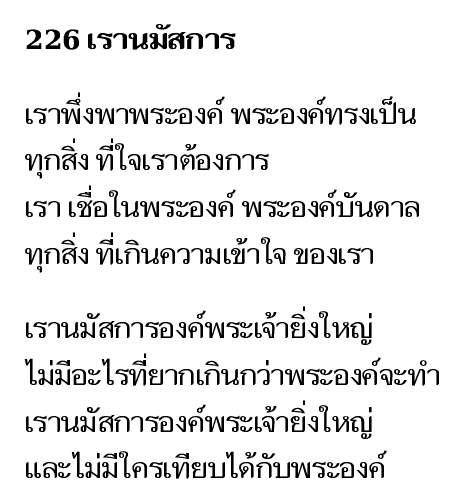 226 เรานมัสการ
เราพึ่งพาพระองค์ พระองค์ทรงเป็น
ทุกสิ่ง ที่ใจเราต้องการ
เรา เชื่อในพระองค์ พระองค์บันดาล
ทุกสิ่ง ที่เกินความเข้าใจ ของเรา
เรานมัสการองค์พระเจ้ายิ่งใหญ่
ไม่มีอะไรที่ยากเกินกว่าพระองค์จะทำ
เรานมัสการองค์พระเจ้ายิ่งใหญ่
และไม่มีใครเทียบได้กับพระองค์